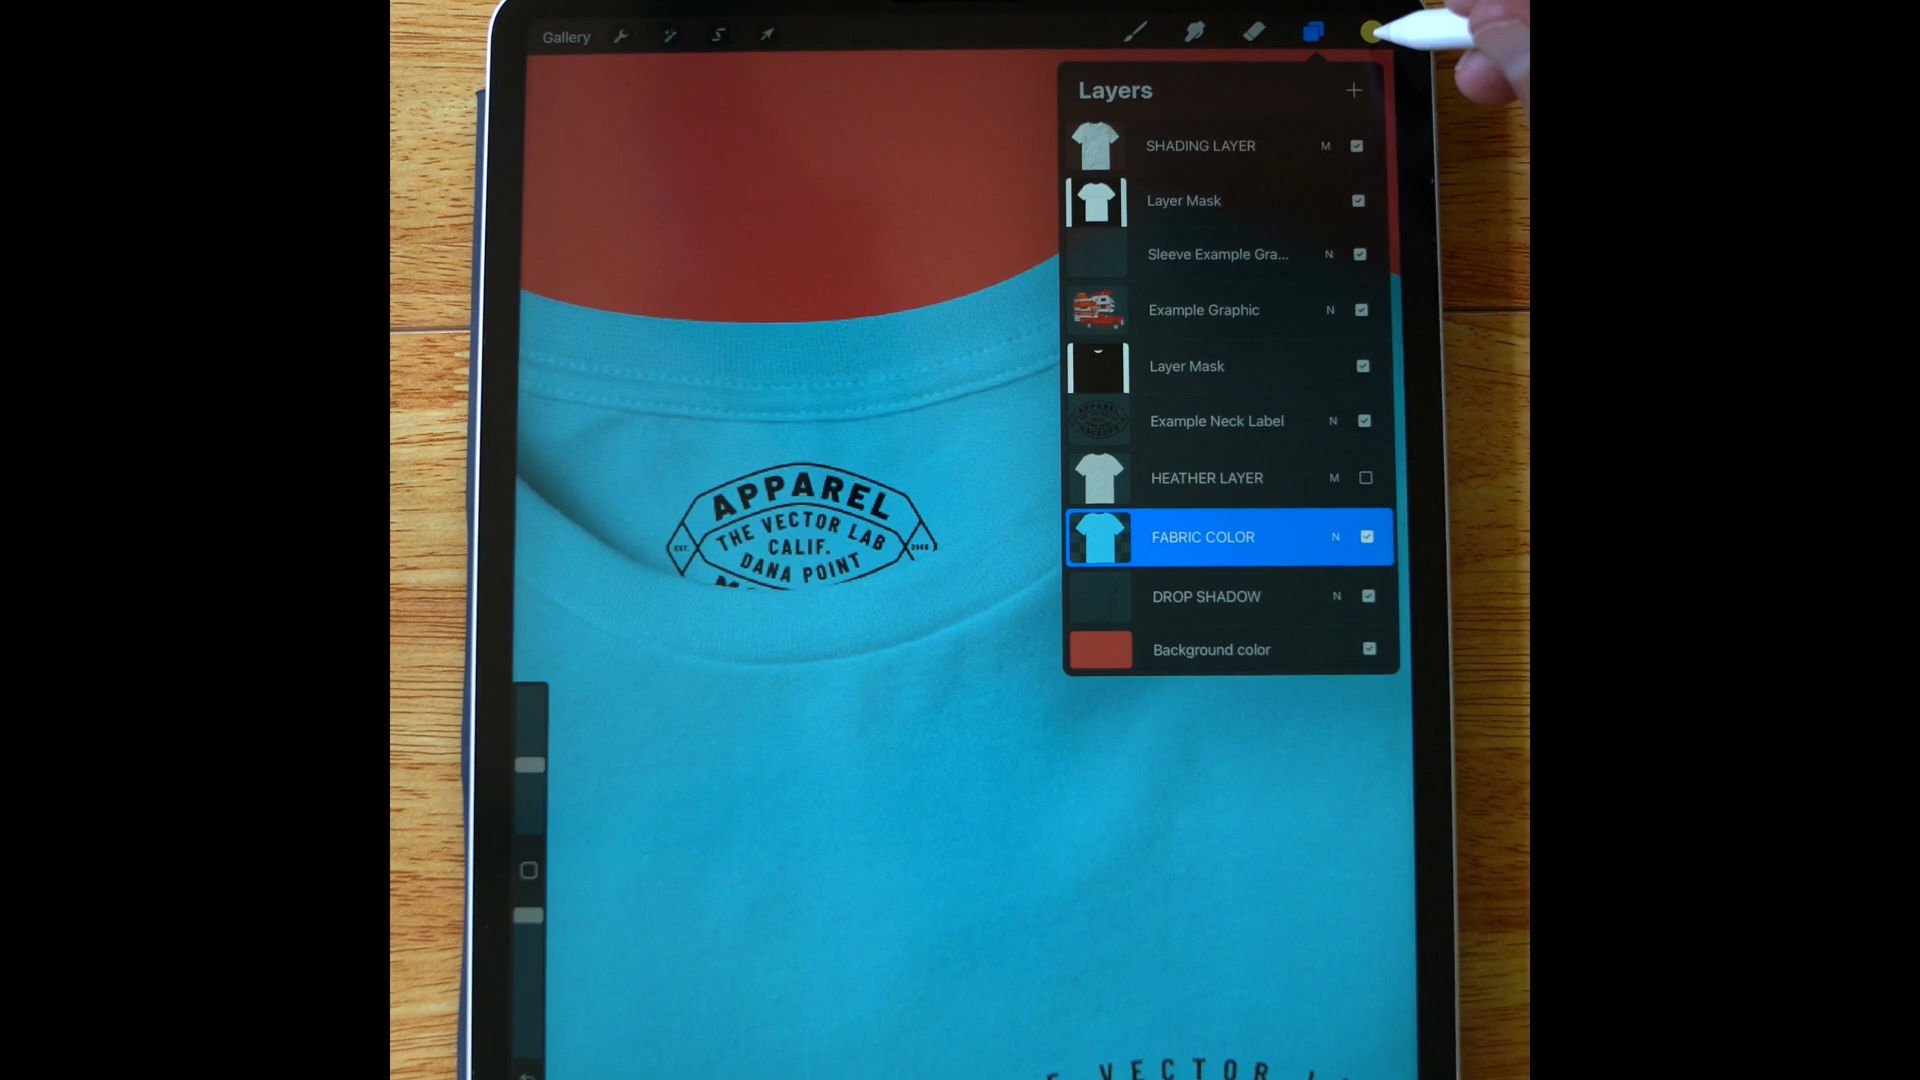 Gallery
Layers
SHADING LAYER M
Layer Mask
Sleeve Example Gra... N
Example Graphic N
Layer Mask
Example Neck Label N
HEATHER LAYER M
FABRIC COLOR N
DROP SHADOW N
Background color
APPAREL
THE VECTOR LAB
EST.
CALIF.
DANA POINT
VECTOR